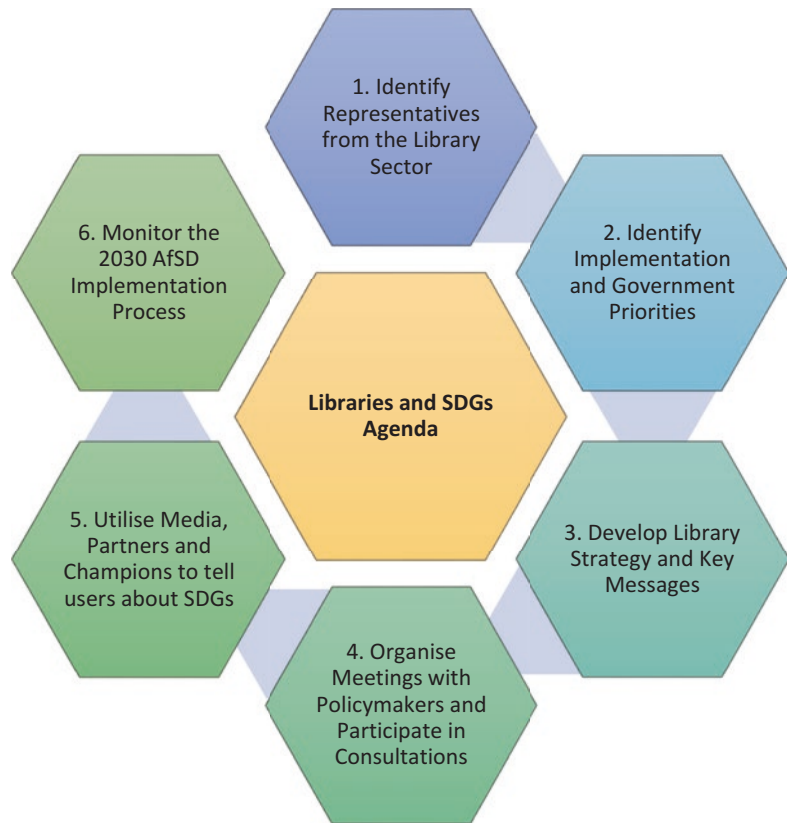 1. Identify
Representatives
from the Library
Sector
2. Identify
Implementation
and Government
Priorities
3. Develop Library
Strategy and Key
Messages
4. Organise
Meetings with
Policymakers and
Participate in
Consultations
5. Utilise Media,
Partners and
Champions to tell
users about SDGs
6. Monitor the
2030 AfSD
Implementation
Process
Libraries and SDGs
Agenda